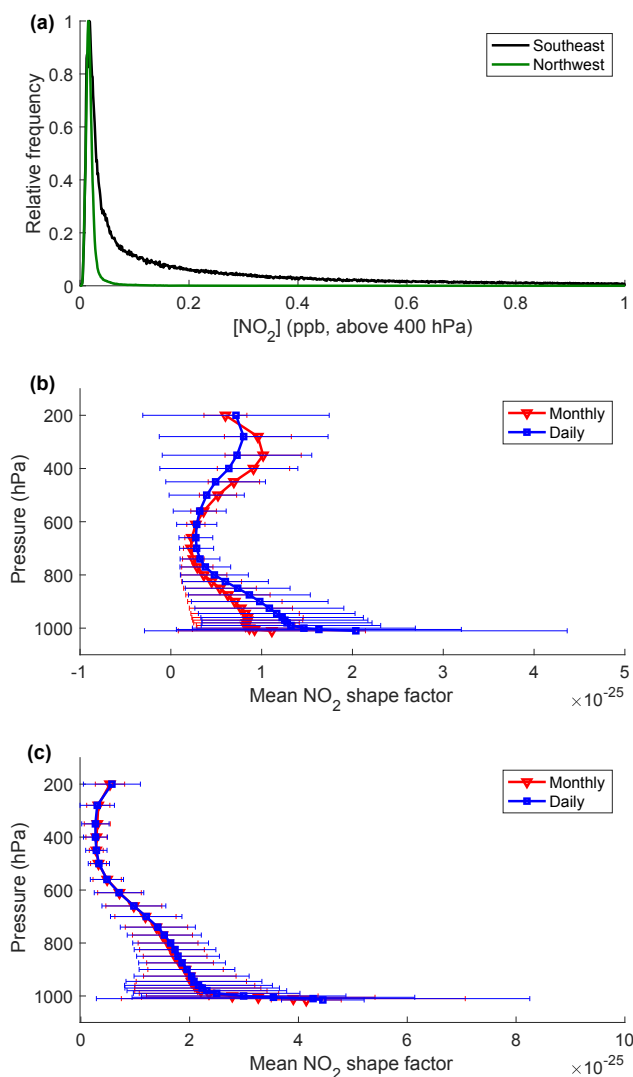 (a)
1
0.8
0.6
0.4
0.2
0
Relative frequency
Southeast
Northwest
0 0.2 0.4 0.6 0.8 1
[NO2] (ppb, above 400 hPa)
(b)
200
400
600
800
1000
Pressure (hPa)
Monthly
Daily
-1 0 1 2 3 4 5
Mean NO2 shape factor
×10-25
(c)
200
400
600
800
1000
Pressure (hPa)
Monthly
Daily
0 2 4 6 8 10
Mean NO2 shape factor
×10-25